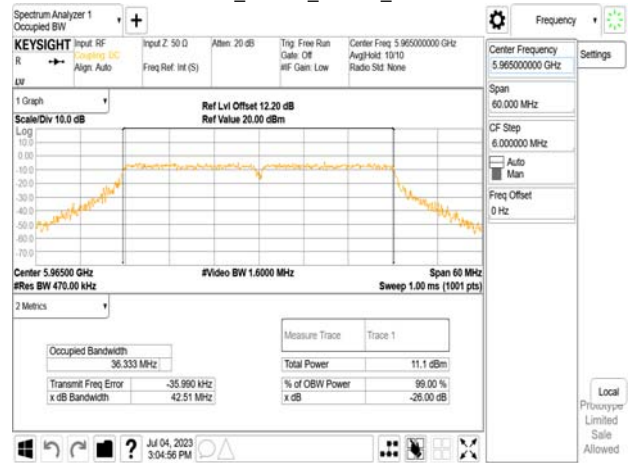 Spectrum Analyzer 1
Occupied BW
+
Frequency
KEYSIGHT Input: RF Input Z: 50 Ω Atten: 20 dB Trig: Free Run Center Freq: 5.965000000 GHz
R Coupling: DC Gate: Off Avg|Hold: 10/10
Align: Auto Freq Ref: Int (S) #IF Gain: Low Radio Std: None
Center Frequency
5.965000000 GHz
Settings
Span
60.000 MHz
CF Step
6.000000 MHz
Auto
Man
Freq Offset
0 Hz
1 Graph
Scale/Div 10.0 dB
Ref Lvl Offset 12.20 dB
Ref Value 20.00 dBm
Log
10.0
0.00
-10.0
-20.0
-30.0
-40.0
-50.0
-60.0
-70.0
Center 5.96500 GHz #Video BW 1.6000 MHz Span 60 MHz
#Res BW 470.00 kHz Sweep 1.00 ms (1001 pts)
2 Metrics
Measure Trace Trace 1
Occupied Bandwidth
36.333 MHz
Total Power 11.1 dBm
Transmit Freq Error -35.990 kHz % of OBW Power 99.00 %
x dB Bandwidth 42.51 MHz x dB -26.00 dB
Local
Prototype
Limited
Sale
Allowed
?
Jul 04, 2023
3:04:56 PM